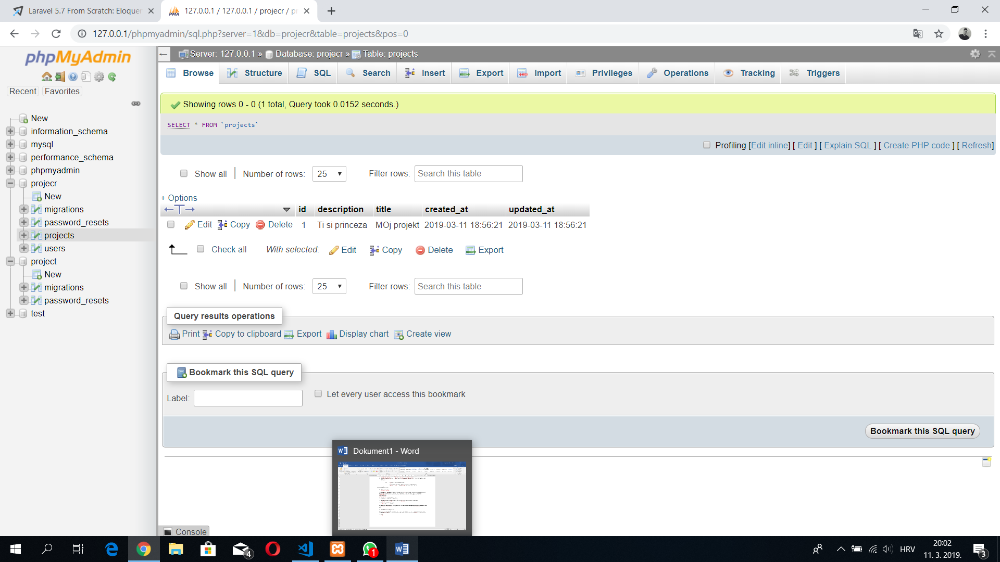 Laravel 5.7 From Scratch: Eloquen
127.0.0.1 / 127.0.0.1 / projecr / pr
127.0.0.1/phpmyadmin/sql.php?server=1&db=projecr&table=projects&pos=0
phpMyAdmin
Recent Favorites
New
information_schema
mysql
performance_schema
phpmyadmin
projecr
New
migrations
password_resets
projects
users
project
New
migrations
password_resets
test
Server: 127.0.0.1 » Database: projecr » Table: projects
Browse Structure SQL Search Insert Export Import Privileges Operations Tracking Triggers
Showing rows 0 - 0 (1 total, Query took 0.0152 seconds.)
SELECT * FROM `projects`
Profiling [Edit inline] [ Edit ] [ Explain SQL ] [ Create PHP code ] [ Refresh]
Show all Number of rows: 25 Filter rows: Search this table
+ Options
id description title created_at updated_at
Edit Copy Delete 1 Ti si princeza MOj projekt 2019-03-11 18:56:21 2019-03-11 18:56:21
Check all With selected: Edit Copy Delete Export
Show all Number of rows: 25 Filter rows: Search this table
Query results operations
Print Copy to clipboard Export Display chart Create view
Bookmark this SQL query
Label: Let every user access this bookmark
Bookmark this SQL query
Dokument1 - Word
Console
4
1
HRV
20:02
11. 3. 2019.
3